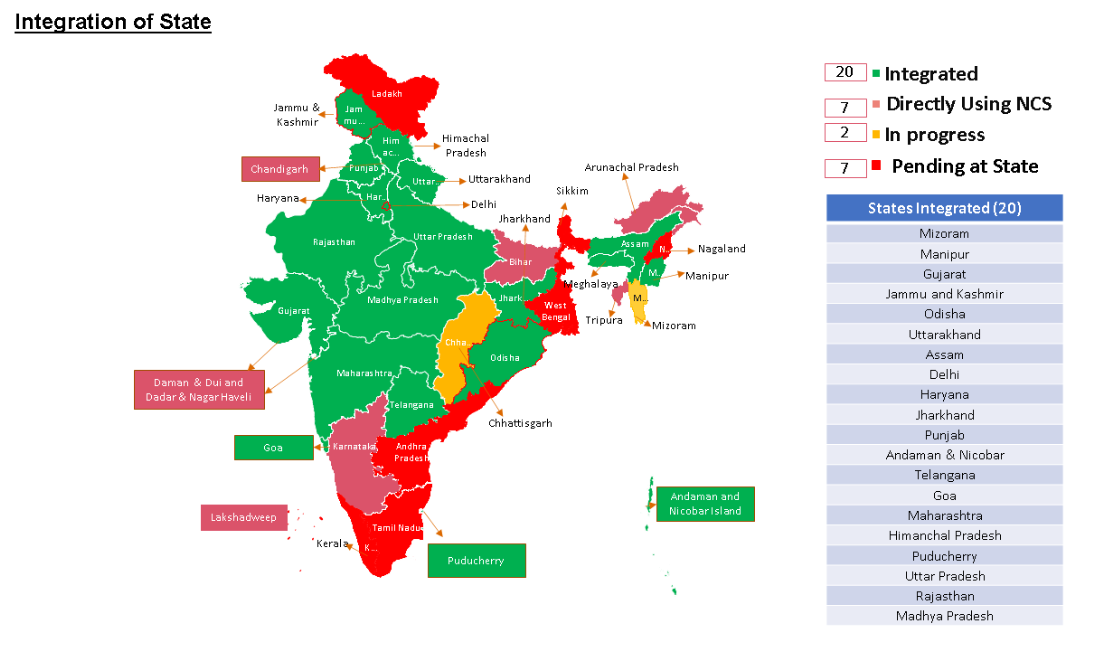 Integration of State
20 Integrated
7 Directly Using NCS
2 In progress
7 Pending at State
States Integrated (20)
Mizoram
Manipur
Gujarat
Jammu and Kashmir
Odisha
Uttarakhand
Assam
Delhi
Haryana
Jharkhand
Punjab
Andaman & Nicobar
Telangana
Goa
Maharashtra
Himanchal Pradesh
Puducherry
Uttar Pradesh
Rajasthan
Madhya Pradesh
Ladakh
Jammu &
Kashmir
Jam
mu...
Him
ac...
Himachal
Pradesh
Chandigarh
Punjab
Uttar...
Uttarakhand
Haryana
Har...
Delhi
Arunachal Pradesh
Sikkim
Jharkhand
Rajasthan
Uttar Pradesh
Assam
N...
Nagaland
Bihar
M...
Manipur
Meghalaya
Gujarat
Madhya Pradesh
Jhark...
West
Bengal
M...
Tripura
Mizoram
Chha...
Odisha
Daman & Dui and
Dadar & Nagar Haveli
Maharashtra
Telangana
Chhattisgarh
Goa
Karnataka
Andhra
Pradesh
Andaman and
Nicobar Island
Lakshadweep
Tamil Nadu
Kerala
K...
Puducherry